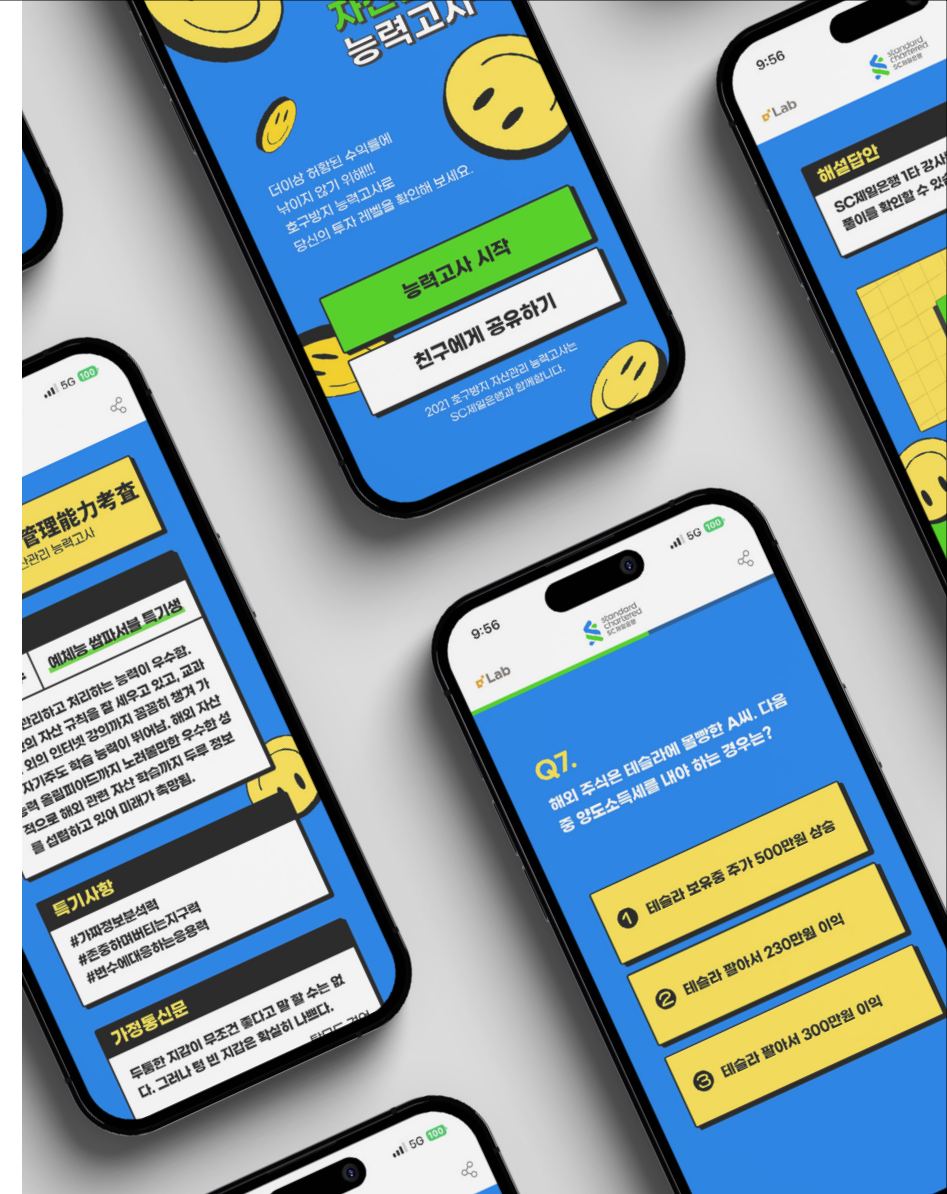 능력고사
더이상 허황된 수익률에
낚이지 않기 위해!!!
호구방지 능력고사로
당신의 투자 레벨을 확인해 보세요.
능력고사 시작
친구에게 공유하기
2021 호구방지 자산관리 능력고사는
SC제일은행과 함께합니다.
9:56
D'Lab
standard
chartered
SC제일은행
해설답안
SC제일은행 1타 강사
풀이를 확인할 수 있
5G 100
管理能力考査
관리 능력고사
예체능 쌉파서블 특기생
관리하고 처리하는 능력이 우수함.
의 자산 규칙을 잘 세우고 있고, 교과
외의 인터넷 강의까지 꼼꼼히 챙겨 가
자기주도 학습 능력이 뛰어남. 해외 자산
력 올림피아드까지 노려볼만한 우수한 성
적으로 해외 관련 자산 학습까지 두루 정보
를 섭렵하고 있어 미래가 촉망됨.
특기사항
#가짜정보분석력
#존중하며버티는지구력
#변수에대응하는응용력
가정통신문
두툼한 지갑이 무조건 좋다고 말 할 수는 없
다. 그러나 텅 빈 지갑은 확실히 나쁘다.
9:56
5G 100
D'Lab
standard
chartered
SC제일은행
Q7.
해외 주식은 테슬라에 몰빵한 A씨. 다음
중 양도소득세를 내야 하는 경우는?
1 테슬라 보유중 주가 500만원 상승
2 테슬라 팔아서 230만원 이익
3 테슬라 팔아서 300만원 이익
5G 100